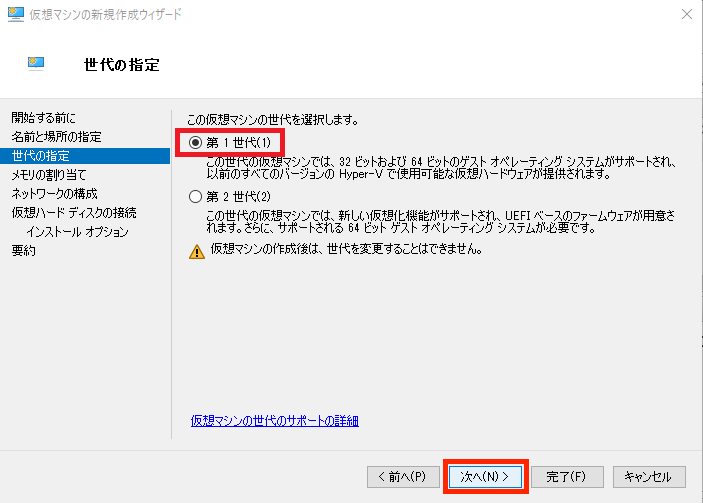 仮想マシンの新規作成ウィザード
世代の指定
開始する前に
名前と場所の指定
世代の指定
メモリの割り当て
ネットワークの構成
仮想ハード ディスクの接続
インストール オプション
要約
この仮想マシンの世代を選択します。
第 1 世代(1)
この世代の仮想マシンでは、32 ビットおよび 64 ビットのゲスト オペレーティング システムがサポートされ、
以前のすべてのバージョンの Hyper-V で使用可能な仮想ハードウェアが提供されます。
第 2 世代(2)
この世代の仮想マシンでは、新しい仮想化機能がサポートされ、UEFI ベースのファームウェアが用意さ
れます。さらに、サポートされる 64 ビット ゲスト オペレーティング システムが必要です。
仮想マシンの作成後は、世代を変更することはできません。
仮想マシンの世代のサポートの詳細
< 前へ(P)
次へ(N) >
完了(F)
キャンセル